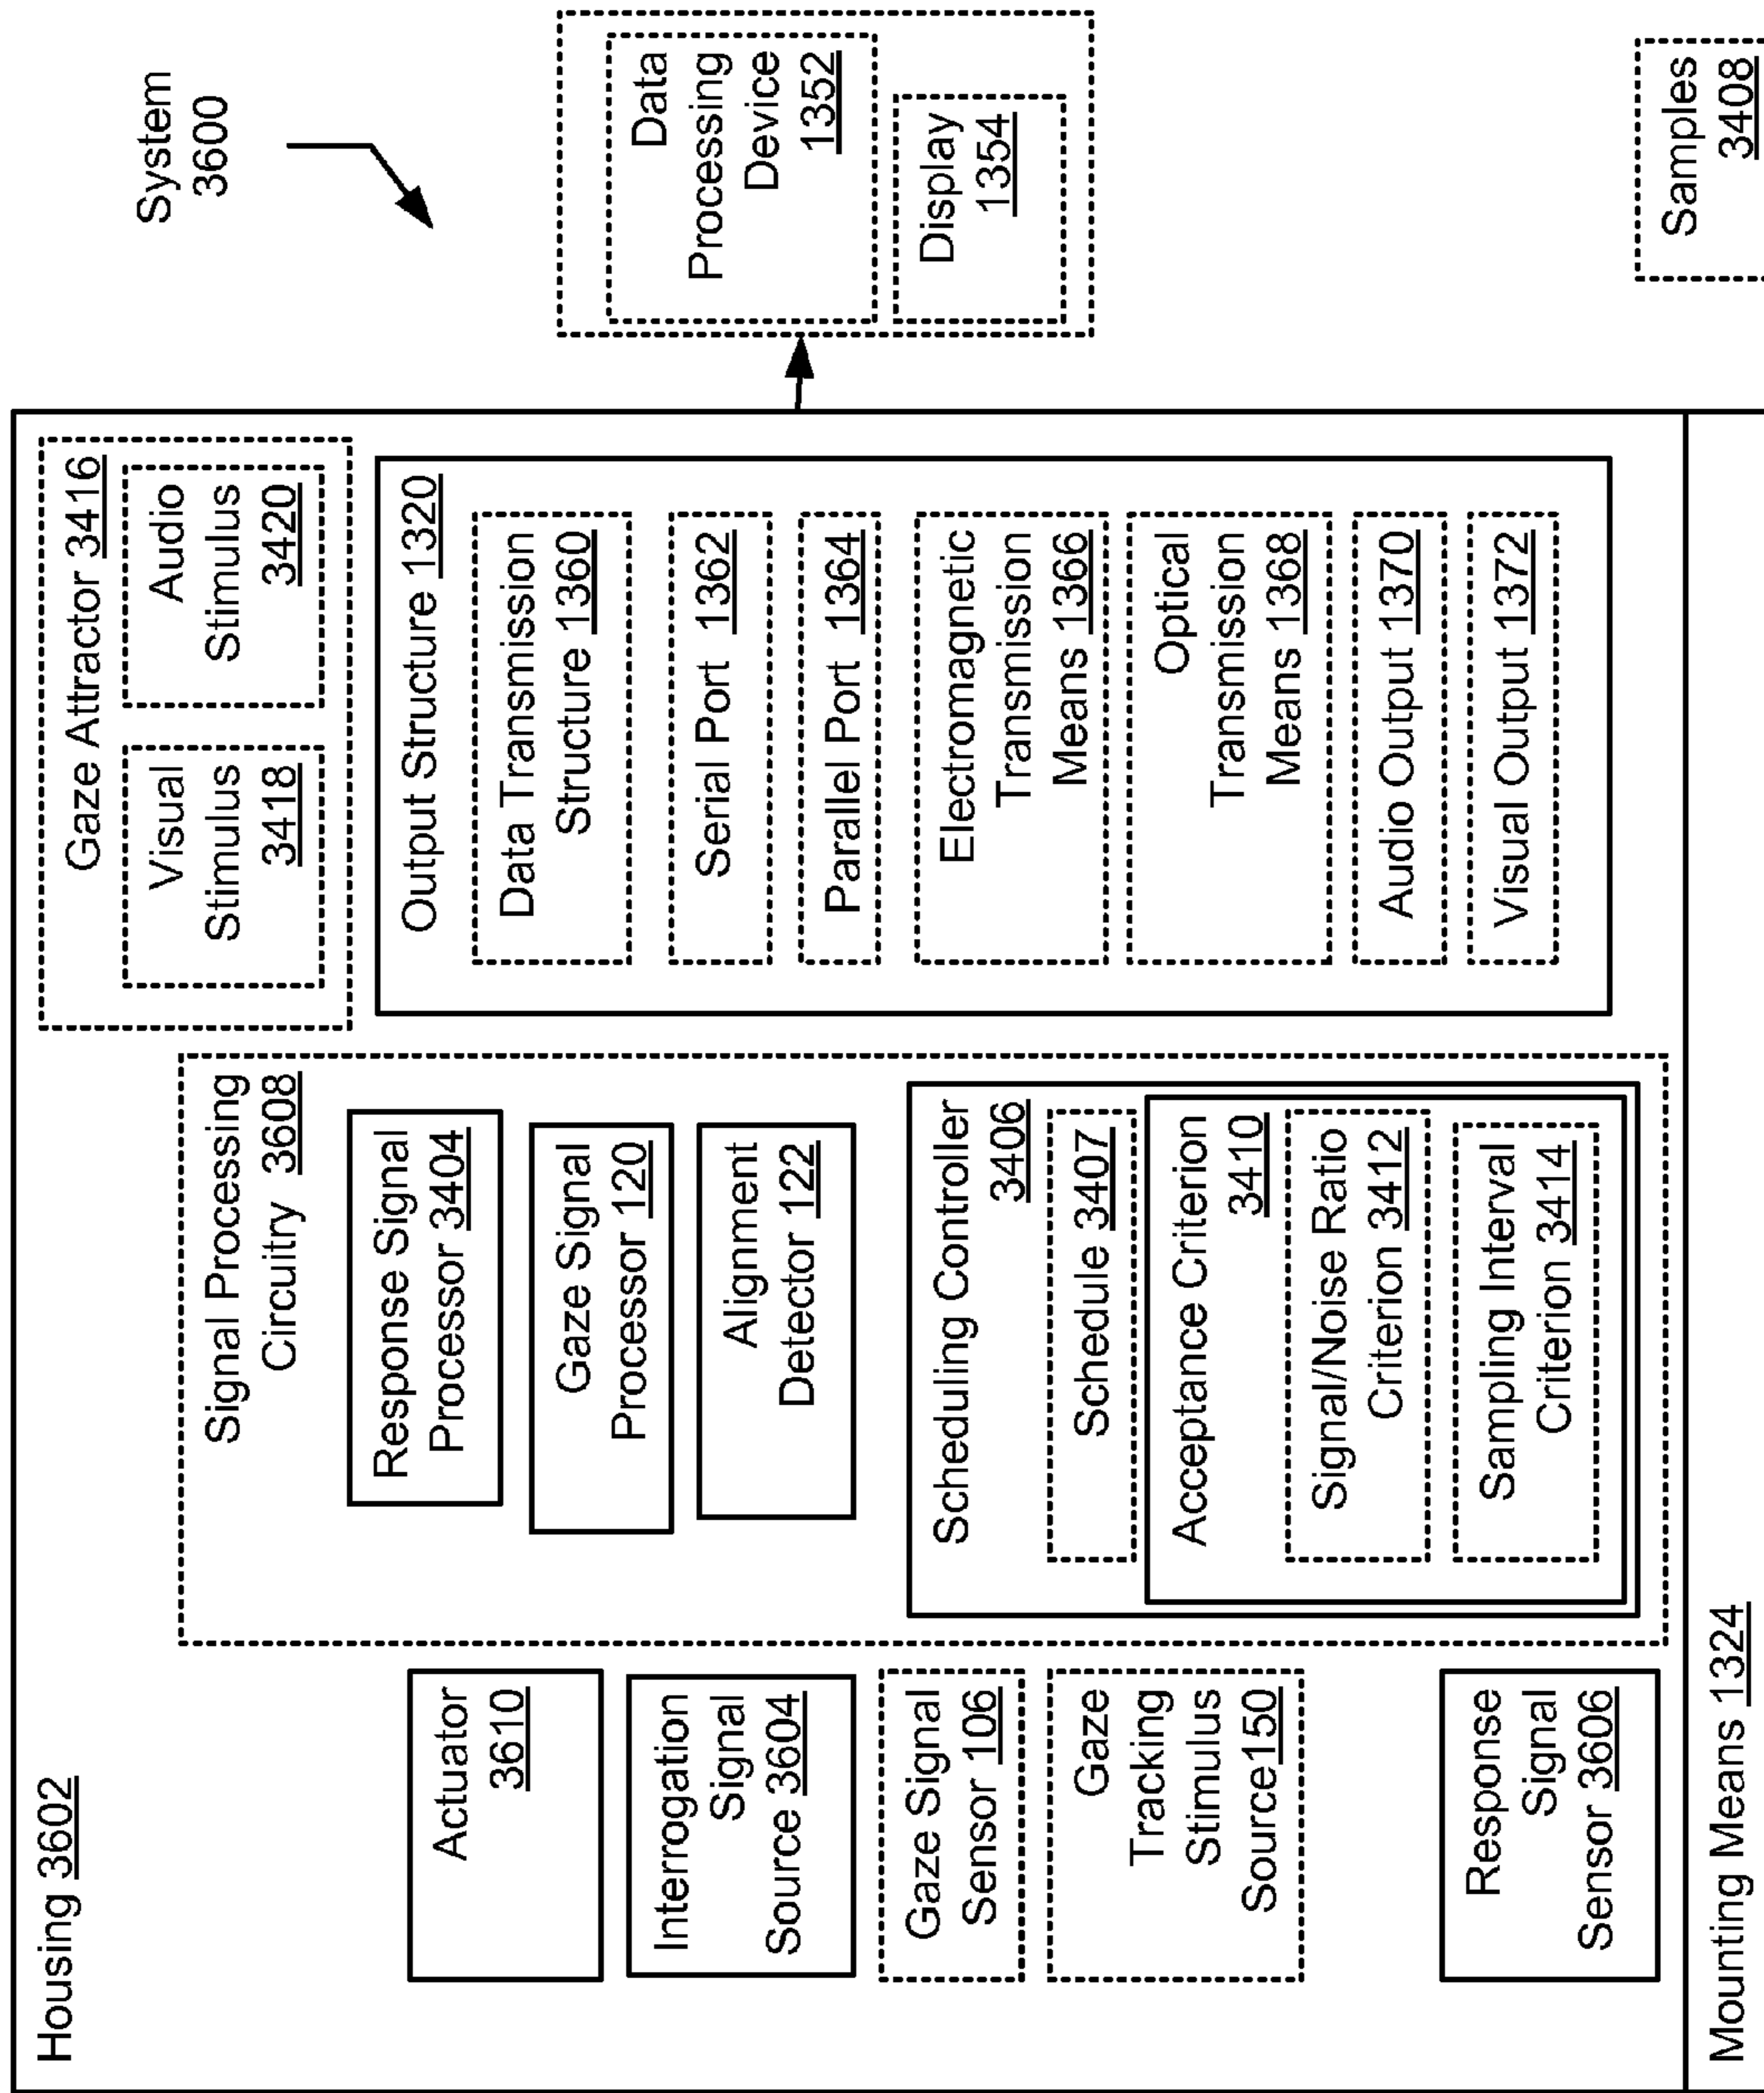 System
3600
Housing 3602
Actuator
3610
Interrogation
Signal
Source 3604
Gaze Signal
Sensor 106
Gaze
Tracking
Stimulus
Source150
Response
Signal
Sensor 3606
Signal Processing
Circuitry 3608
Response Signal
Processor 3404
Gaze Signal
Processor 120
Alignment
Detector 122
Scheduling Controller
3406
Schedule 3407
Acceptance Criterion
3410
Signal/Noise Ratio
Criterion 3412
Sampling Interval
Criterion 3414
Gaze Attractor 3416
Visual
Stimulus
3418
Audio
Stimulus
3420
Output Structure 1320
Data Transmission
Structure 1360
Serial Port 1362
Parallel Port 1364
Electromagnetic
Transmission
Means 1366
Optical
Transmission
Means 1368
Audio Output 1370
Visual Output 1372
Data
Processing
Device
1352
Display
1354
Mounting Means 1324
Samples
3408